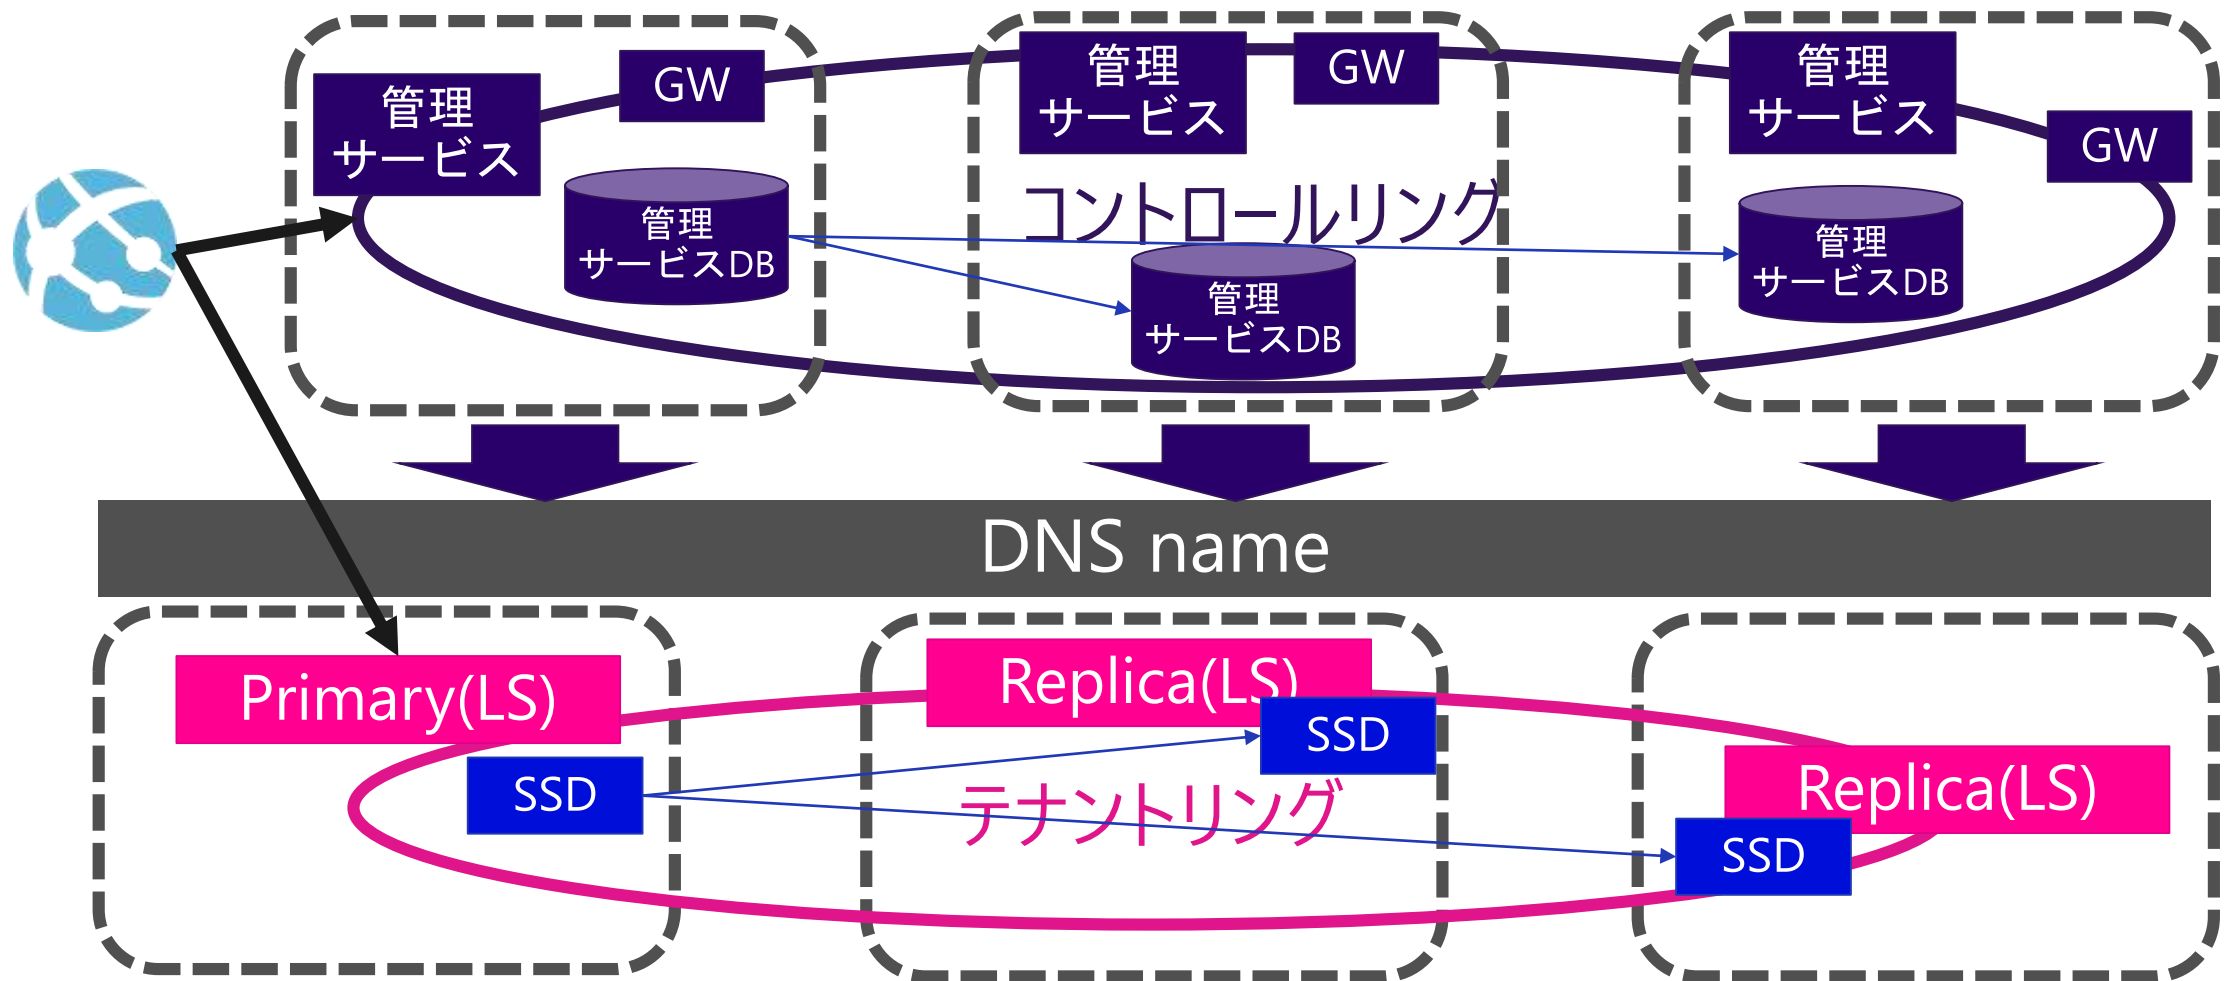 管理
サービス
GW
管理
サービスDB
管理
サービス
GW
コントロールリング
管理
サービスDB
管理
サービス
GW
管理
サービスDB
DNS name
Primary(LS)
SSD
Replica(LS)
SSD
テナントリング
Replica(LS)
SSD